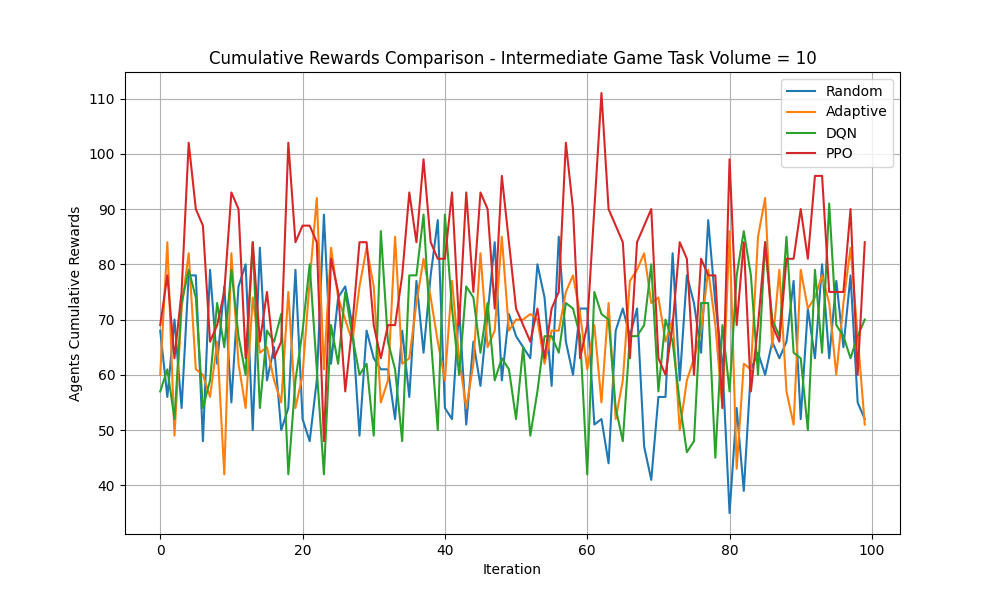 Cumulative Rewards Comparison - Intermediate Game Task Volume = 10
Random
Adaptive
DQN
PPO
110
100
90
80
70
60
50
40
Agents Cumulative Rewards
0 20 40 60 80 100
Iteration